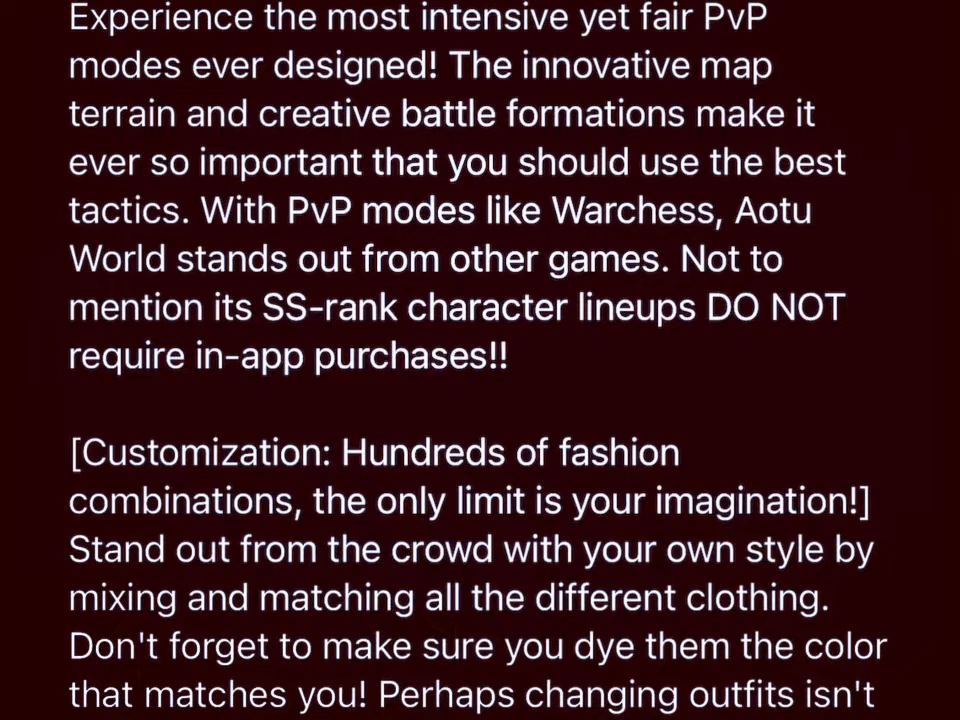 Experience the most intensive yet fair PvP
modes ever designed! The innovative map
terrain and creative battle formations make it
ever so important that you should use the best
tactics. With PvP modes like Warchess, Aotu
World stands out from other games. Not to
mention its SS-rank character lineups DO NOT
require in-app purchases!!
[Customization: Hundreds of fashion
combinations, the only limit is your imagination!]
Stand out from the crowd with your own style by
mixing and matching all the different clothing.
Don't forget to make sure you dye them the color
that matches you! Perhaps changing outfits isn't